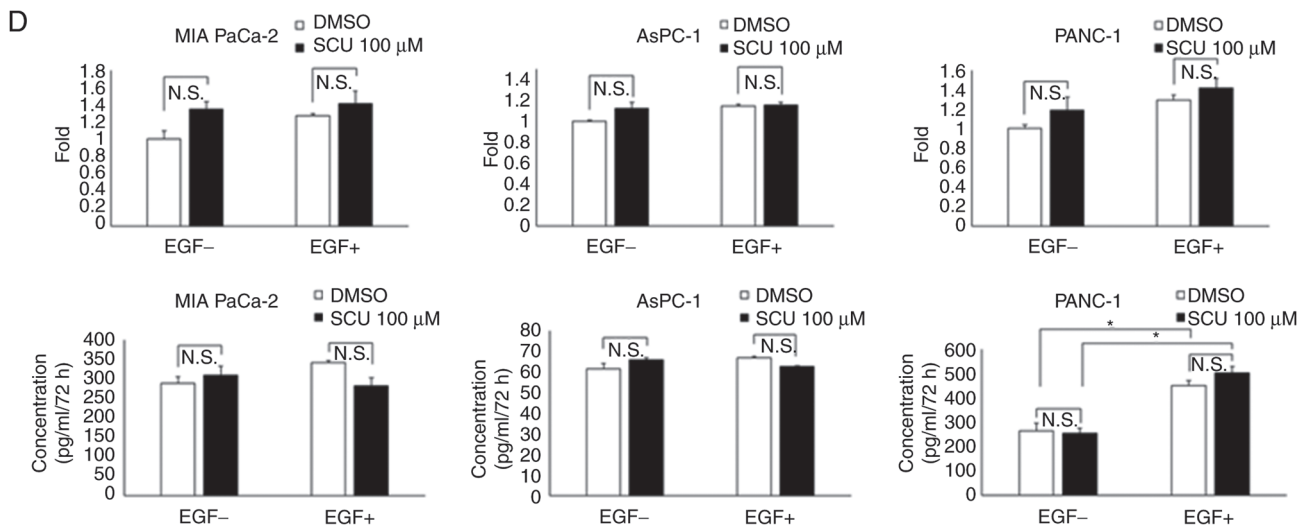 D
MIA PaCa-2
DMSO
SCU 100 μM
Fold
1.8
1.6
1.4
1.2
1
0.8
0.6
0.4
0.2
0
N.S.
N.S.
EGF−
EGF+
AsPC-1
DMSO
SCU 100 μM
Fold
1.4
1.2
1
0.8
0.6
0.4
0.2
0
N.S.
N.S.
EGF−
EGF+
PANC-1
DMSO
SCU 100 μM
Fold
1.6
1.4
1.2
1
0.8
0.6
0.4
0.2
0
N.S.
N.S.
EGF−
EGF+
MIA PaCa-2
DMSO
SCU 100 μM
Concentration
(pg/ml/72 h)
400
350
300
250
200
150
100
50
0
N.S.
N.S.
EGF−
EGF+
AsPC-1
DMSO
SCU 100 μM
Concentration
(pg/ml/72 h)
80
70
60
50
40
30
20
10
0
N.S.
N.S.
EGF−
EGF+
PANC-1
DMSO
SCU 100 μM
Concentration
(pg/ml/72 h)
600
500
400
300
200
100
0
*
*
N.S.
N.S.
EGF−
EGF+